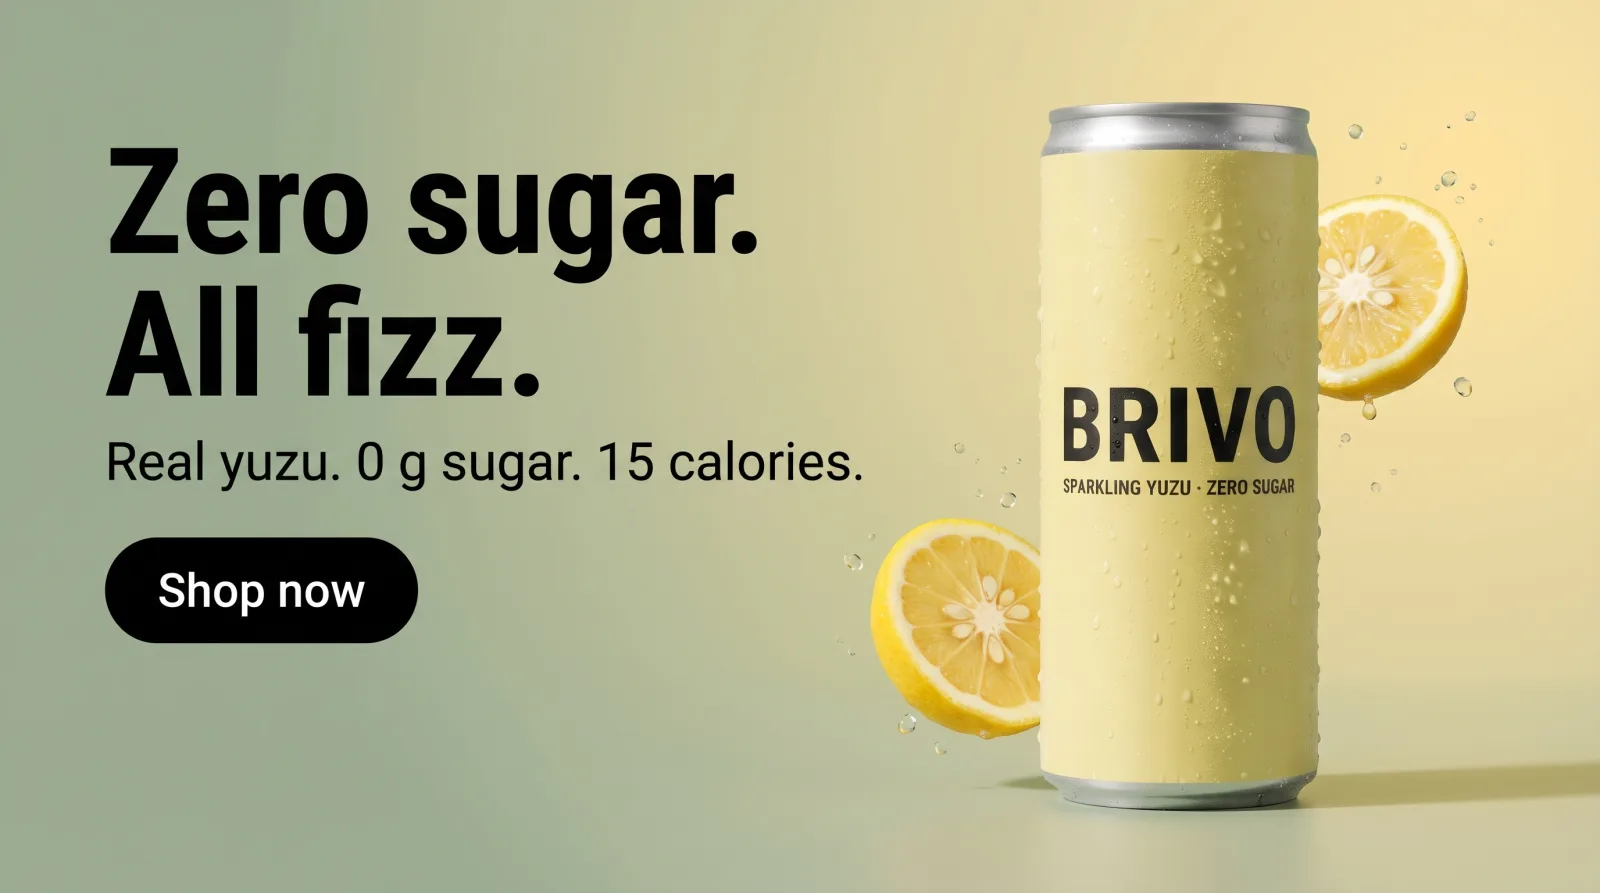 Zero sugar.
All fizz.
Real yuzu. 0 g sugar. 15 calories.
Shop now
BRIVO
SPARKLING YUZU · ZERO SUGAR